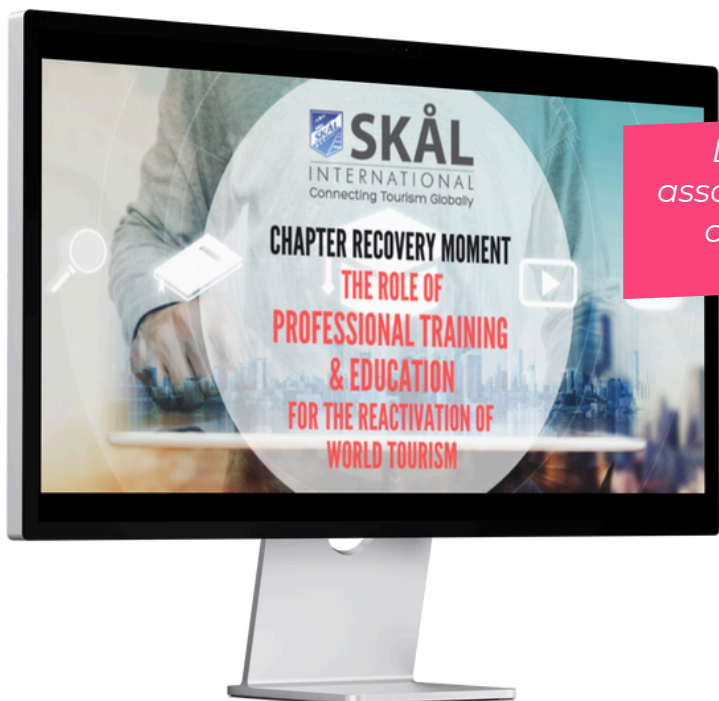 SKÅL
INTERNATIONAL
Connecting Tourism Globally
CHAPTER RECOVERY MOMENT
THE ROLE OF
PROFESSIONAL TRAINING
& EDUCATION
FOR THE REACTIVATION OF
WORLD TOURISM